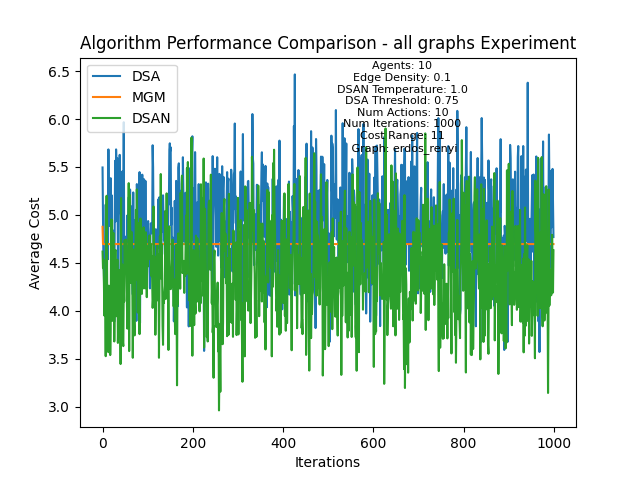 Algorithm Performance Comparison - all graphs Experiment
DSA
MGM
DSAN
Agents: 10
Edge Density: 0.1
DSAN Temperature: 1.0
DSA Threshold: 0.75
Num Actions: 10
Num Iterations: 1000
Cost Range: 11
Graph: erdos_renyi
Average Cost
6.5
6.0
5.5
5.0
4.5
4.0
3.5
3.0
0
200
400
600
800
1000
Iterations